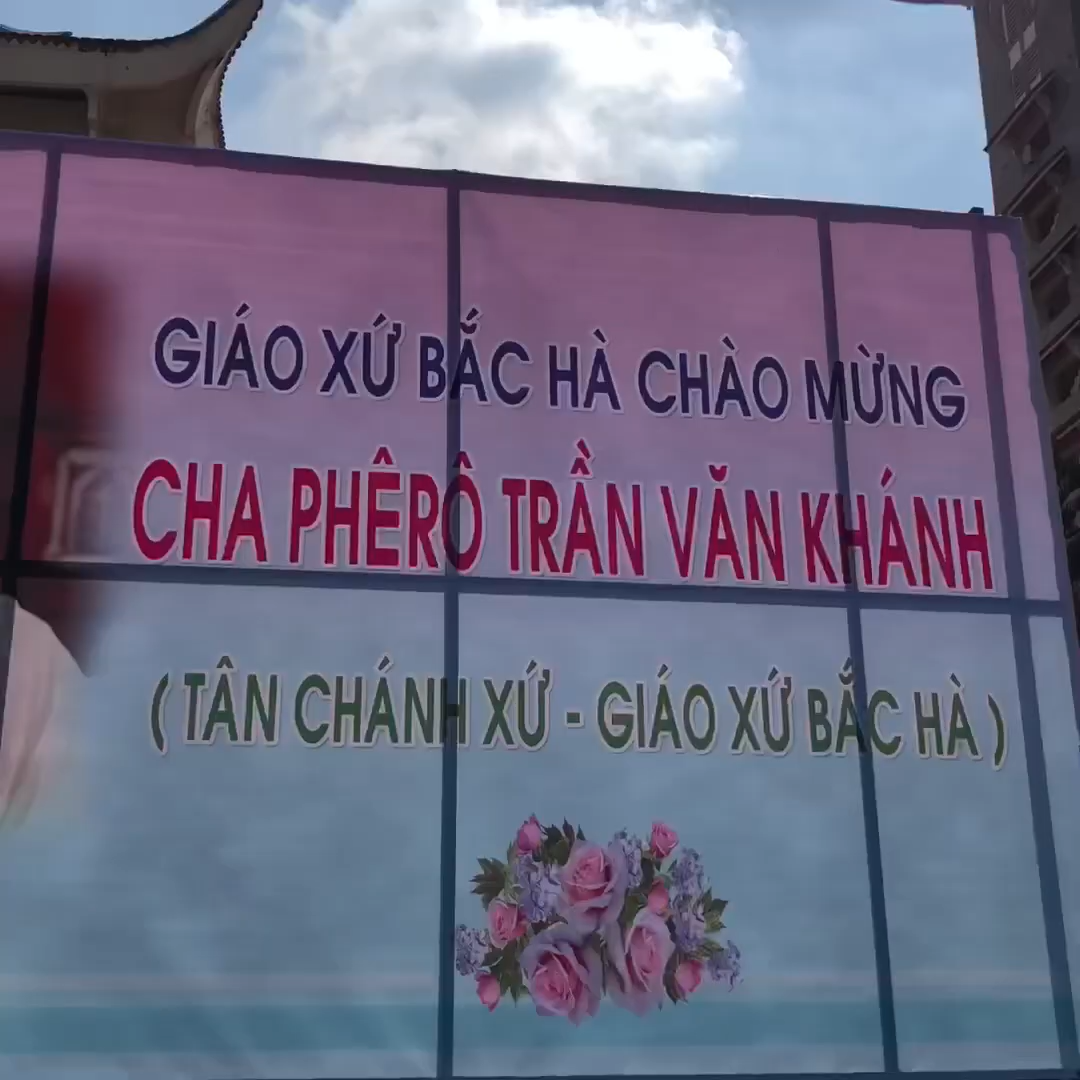 GIÁO XỨ BẮC HÀ CHÀO MỪNG
CHA PHÊRÔ TRẦN VĂN KHÁNH
( TÂN CHÁNH XỨ - GIÁO XỨ BẮC HÀ )